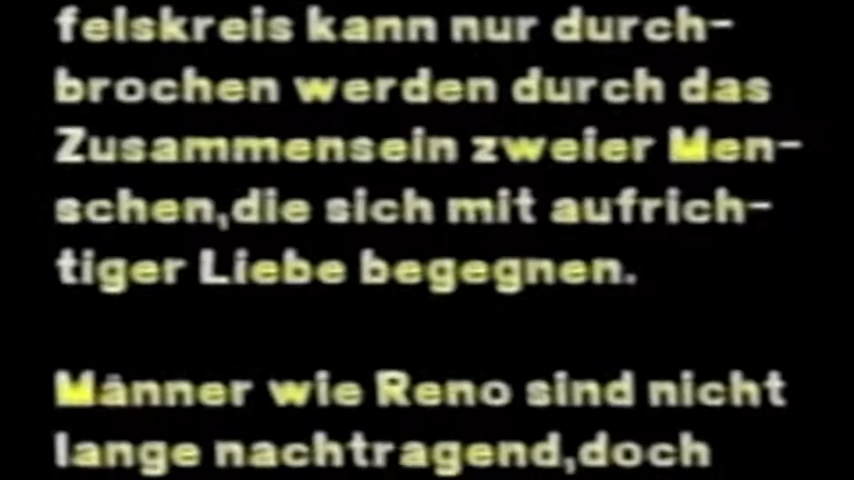 felskreis kann nur durch-
brochen werden durch das
Zusammensein zweier Men-
schen,die sich mit aufrich-
tiger Liebe begegnen.
Männer wie Reno sind nicht
lange nachtragend,doch